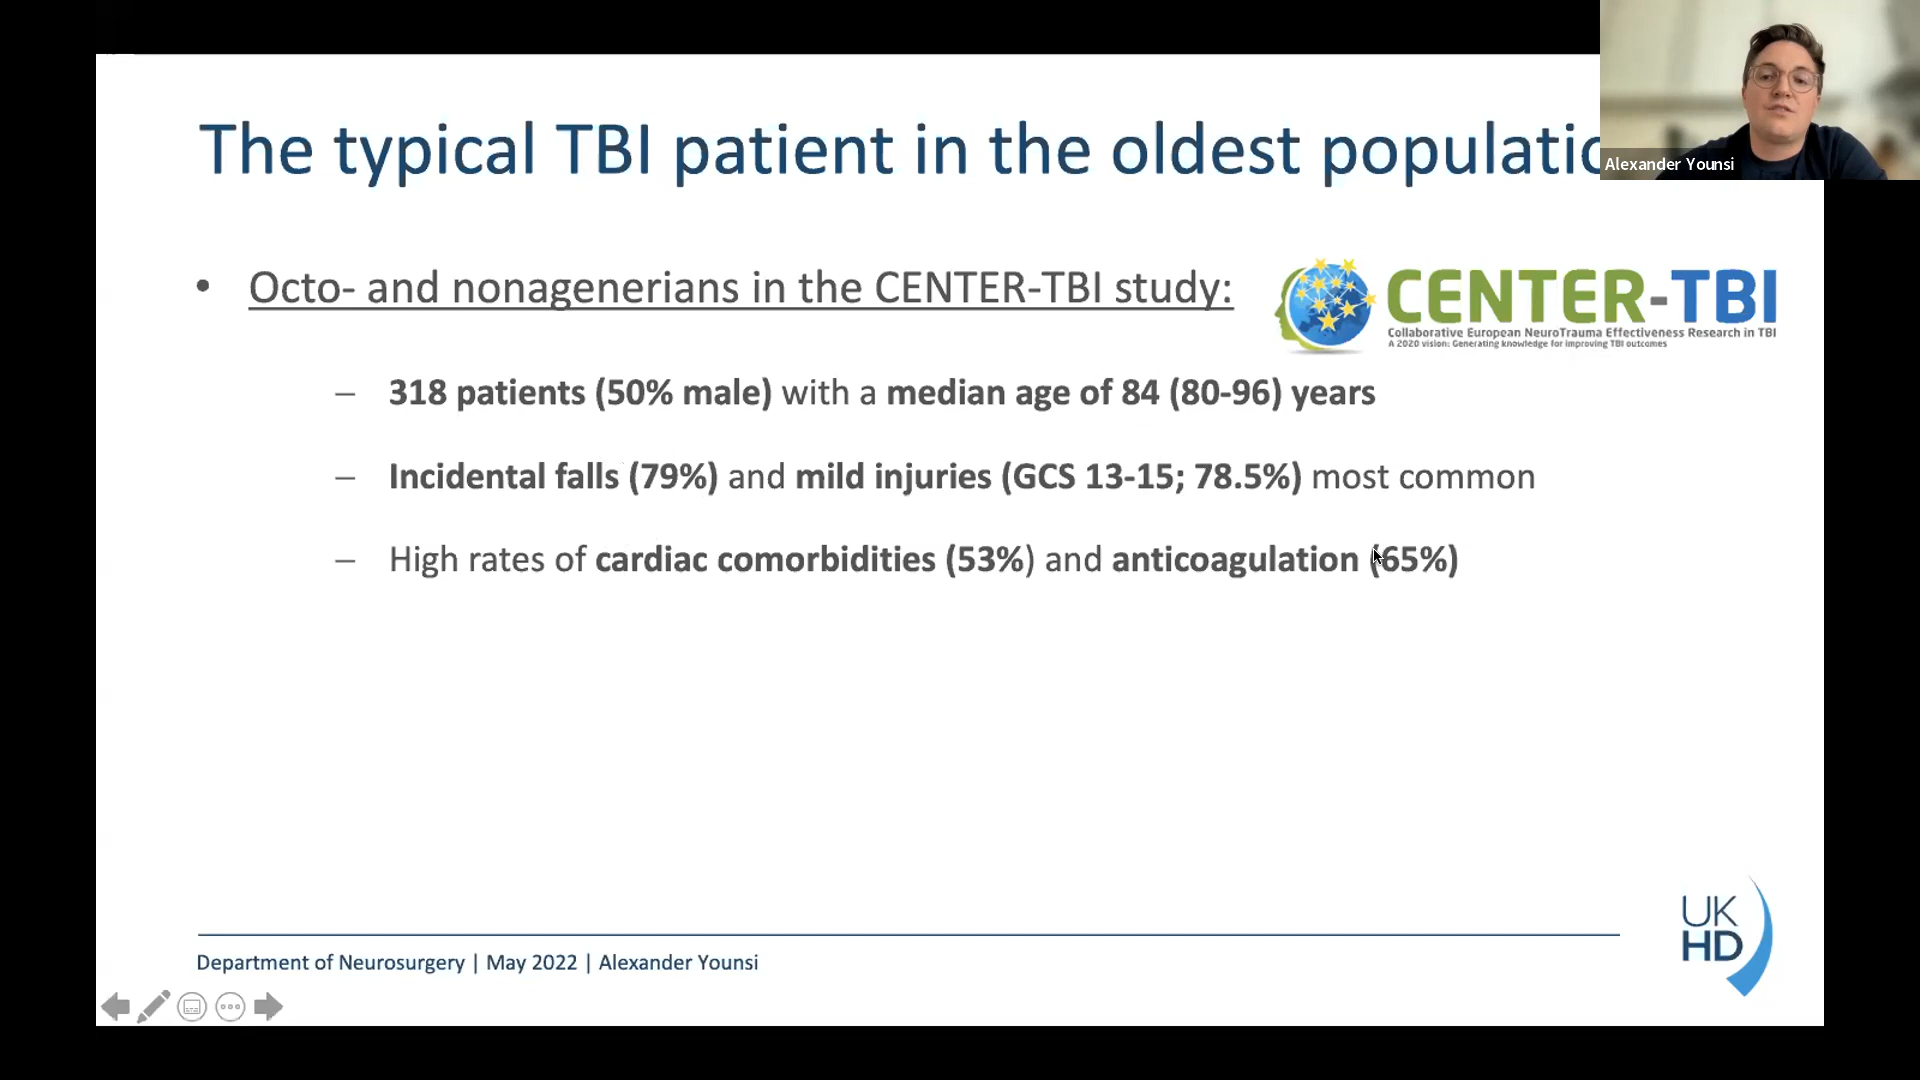 The typical TBI patient in the oldest populatio
Alexander Younsi
• Octo- and nonagenerians in the CENTER-TBI study:
CENTER-TBI
Collaborative European NeuroTrauma Effectiveness Research in TBI
A 2020 vision: Generating knowledge for improving TBI outcomes
– 318 patients (50% male) with a median age of 84 (80-96) years
– Incidental falls (79%) and mild injuries (GCS 13-15; 78.5%) most common
– High rates of cardiac comorbidities (53%) and anticoagulation (65%)
UK
HD
Department of Neurosurgery | May 2022 | Alexander Younsi